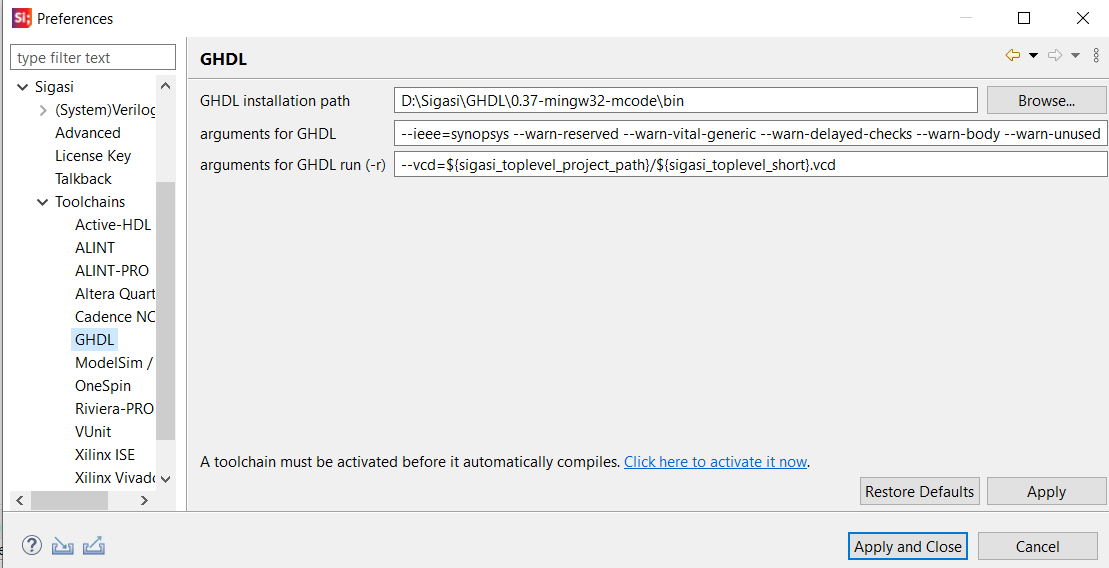 Si; Preferences
type filter text
Sigasi
(System)Verilog
Advanced
License Key
Talkback
Toolchains
Active-HDL
ALINT
ALINT-PRO
Altera Quart
Cadence NC
GHDL
ModelSim /
OneSpin
Riviera-PRO
VUnit
Xilinx ISE
Xilinx Vivado
GHDL
GHDL installation path D:\Sigasi\GHDL\0.37-mingw32-mcode\bin Browse...
arguments for GHDL --ieee=synopsys --warn-reserved --warn-vital-generic --warn-delayed-checks --warn-body --warn-unused
arguments for GHDL run (-r) --vcd=${sigasi_toplevel_project_path}/${sigasi_toplevel_short}.vcd
A toolchain must be activated before it automatically compiles. Click here to activate it now.
Restore Defaults Apply
? Apply and Close Cancel